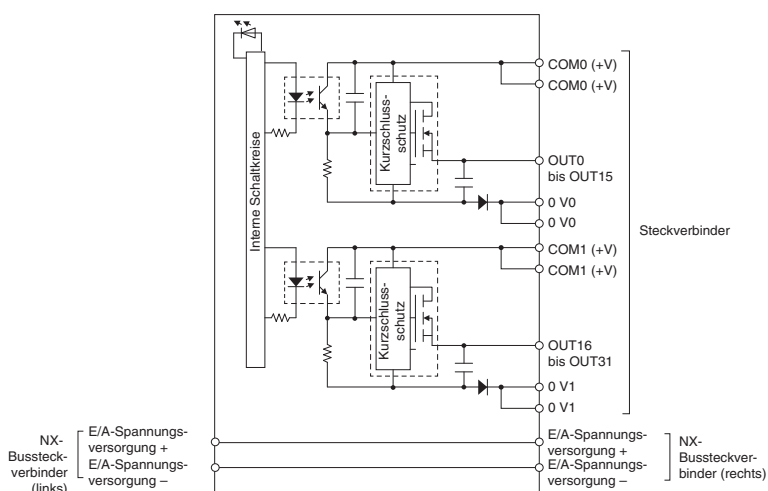 Interne Schaltkreise
Kurzschluss-
schutz
COM0 (+V)
COM0 (+V)
OUT0
bis OUT15
0 V0
0 V0
Steckverbinder
Kurzschluss-
schutz
COM1 (+V)
COM1 (+V)
OUT16
bis OUT31
0 V1
0 V1
NX-
Bussteck-
verbinder
(links)
E/A-Spannungs-
versorgung +
E/A-Spannungs-
versorgung –
E/A-Spannungs-
versorgung +
E/A-Spannungs-
versorgung –
NX-
Bussteckver-
binder (rechts)